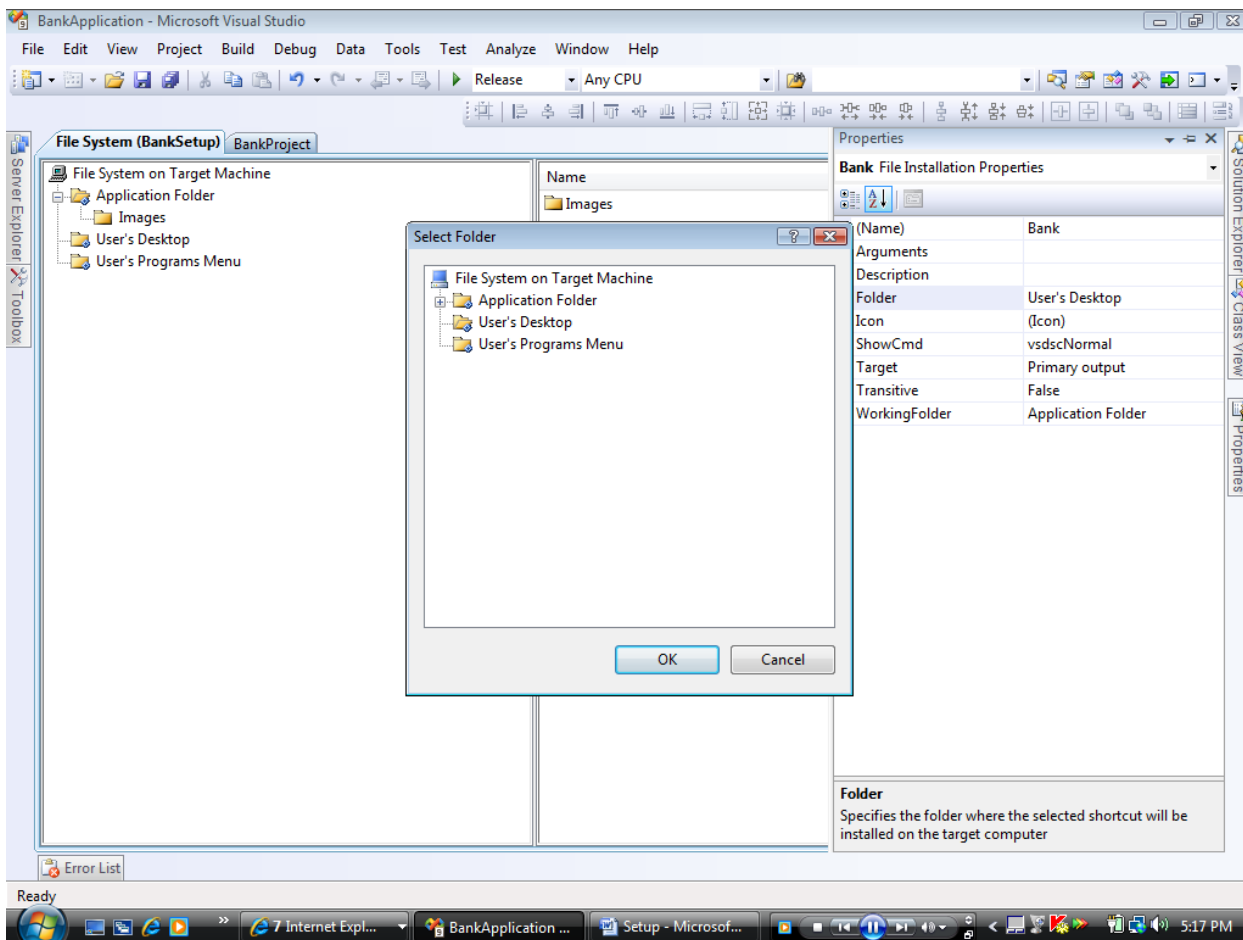 BankApplication - Microsoft Visual Studio
File Edit View Project Build Debug Data Tools Test Analyze Window Help
Release Any CPU
File System (BankSetup) BankProject
Server Explorer
Toolbox
File System on Target Machine
Application Folder
Images
User's Desktop
User's Programs Menu
Name
Images
Select Folder
File System on Target Machine
Application Folder
User's Desktop
User's Programs Menu
OK Cancel
Properties
Bank File Installation Properties
(Name) Bank
Arguments
Description
Folder User's Desktop
Icon (Icon)
ShowCmd vsdscNormal
Target Primary output
Transitive False
WorkingFolder Application Folder
Folder
Specifies the folder where the selected shortcut will be
installed on the target computer
Solution Explorer
Class View
Properties
Error List
Ready
7 Internet Expl... BankApplication ... Setup - Microsof... 5:17 PM